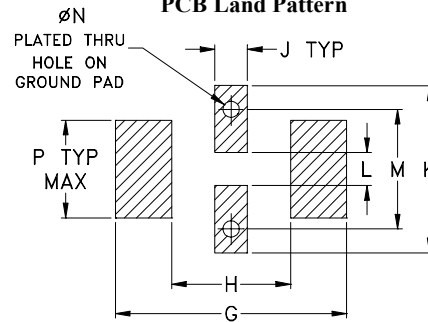 PCB Land Pattern
øN
PLATED THRU
HOLE ON
GROUND PAD
J TYP
P TYP
MAX
L
M
K
H
G